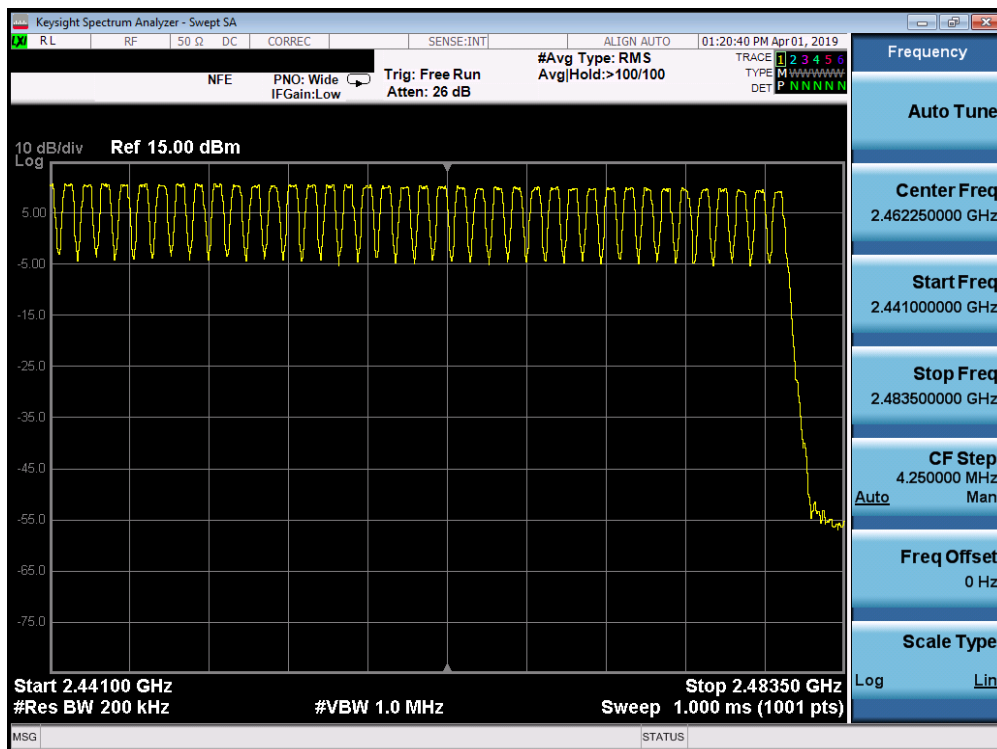 Keysight Spectrum Analyzer - Swept SA
LXI RL RF 50 Ω DC CORREC SENSE:INT ALIGN AUTO 01:20:40 PM Apr 01, 2019
NFE PNO: Wide IFGain:Low Trig: Free Run Atten: 26 dB #Avg Type: RMS Avg|Hold:>100/100
TRACE 1 2 3 4 5 6
TYPE M WWWWW
DET P N N N N N
10 dB/div Ref 15.00 dBm
Log
5.00
-5.00
-15.0
-25.0
-35.0
-45.0
-55.0
-65.0
-75.0
Start 2.44100 GHz Stop 2.48350 GHz
#Res BW 200 kHz #VBW 1.0 MHz Sweep 1.000 ms (1001 pts)
MSG STATUS
Frequency
Auto Tune
Center Freq
2.462250000 GHz
Start Freq
2.441000000 GHz
Stop Freq
2.483500000 GHz
CF Step
4.250000 MHz
Auto Man
Freq Offset
0 Hz
Scale Type
Log Lin